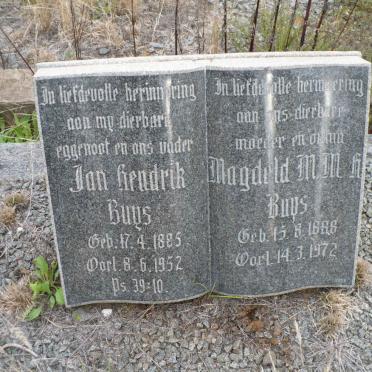 In liefdevolle herinnering
aan my dierbare
eggenoot en ons vader
Jan Hendrik
Buys
Geb. 17.4.1885
Oorl. 8.6.1952
Ps. 39:10.
In liefdevolle herinnering
aan ons dierbare
moeder en ouma
Magdeld M.M.H.
Buys
Geb. 15.8.1888
Oorl. 14.3.1972